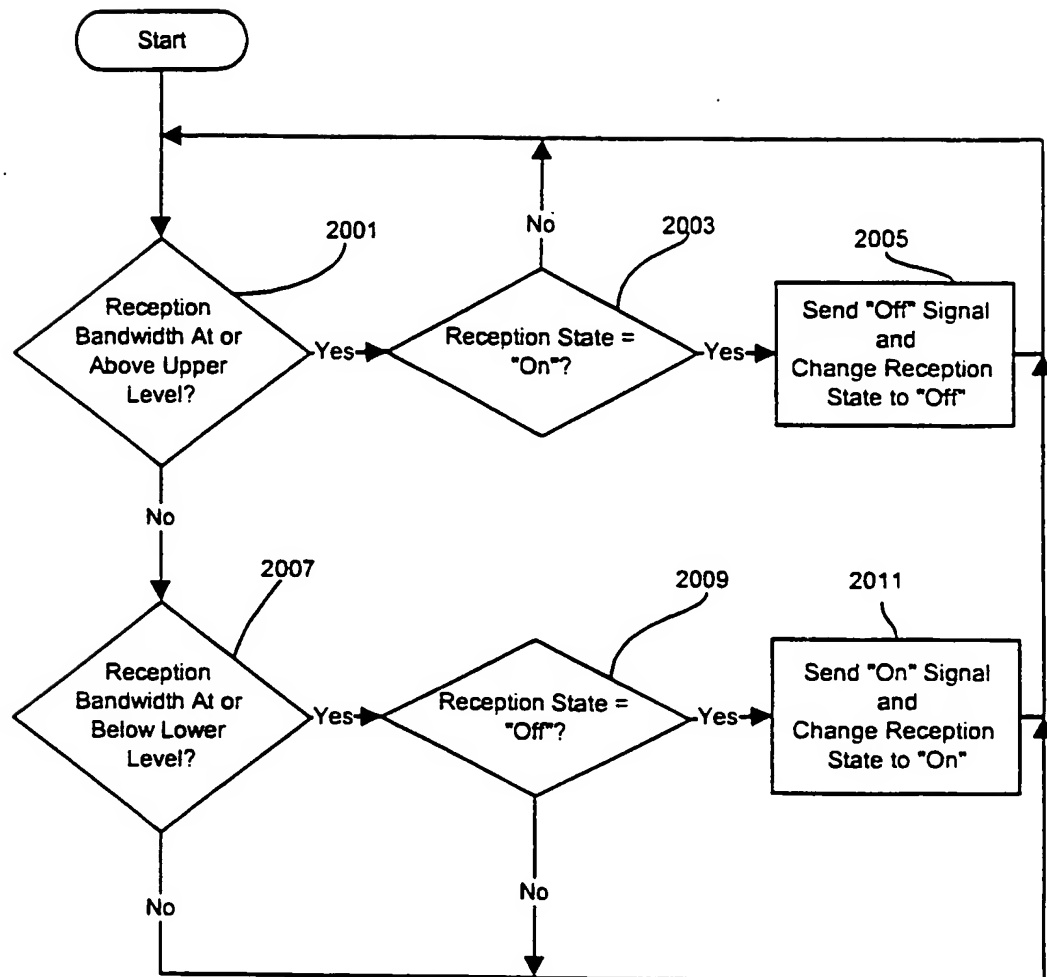 Start
No
2001
2003
2005
Reception
Bandwidth At or
Above Upper
Level?
Yes
Reception State =
"On"?
Yes
Send "Off" Signal
and
Change Reception
State to "Off"
No
2007
2009
2011
Reception
Bandwidth At or
Below Lower
Level?
Yes
Reception State =
"Off"?
Yes
Send "On" Signal
and
Change Reception
State to "On"
No
No